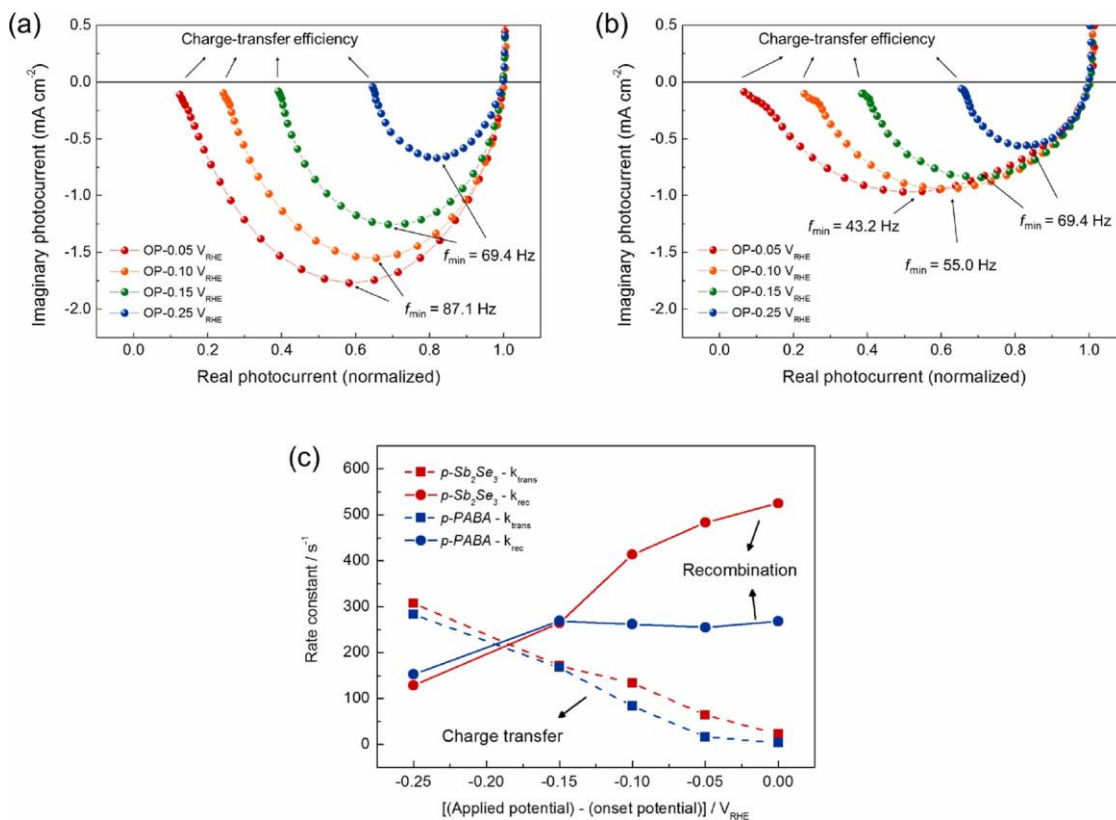 (a)
0.5
0.0
-0.5
-1.0
-1.5
-2.0
Imaginary photocurrent (mA cm⁻²)
Charge-transfer efficiency
OP-0.05 V_RHE
OP-0.10 V_RHE
OP-0.15 V_RHE
OP-0.25 V_RHE
f_min = 69.4 Hz
f_min = 87.1 Hz
0.0 0.2 0.4 0.6 0.8 1.0
Real photocurrent (normalized)
(b)
0.5
0.0
-0.5
-1.0
-1.5
-2.0
Imaginary photocurrent (mA cm⁻²)
Charge-transfer efficiency
f_min = 43.2 Hz
f_min = 69.4 Hz
f_min = 55.0 Hz
OP-0.05 V_RHE
OP-0.10 V_RHE
OP-0.15 V_RHE
OP-0.25 V_RHE
0.0 0.2 0.4 0.6 0.8 1.0
Real photocurrent (normalized)
(c)
600
500
400
300
200
100
0
Rate constant / s⁻¹
p-Sb₂Se₃ - k_trans
p-Sb₂Se₃ - k_rec
p-PABA - k_trans
p-PABA - k_rec
Recombination
Charge transfer
-0.25 -0.20 -0.15 -0.10 -0.05 0.00
[(Applied potential) - (onset potential)] / V_RHE